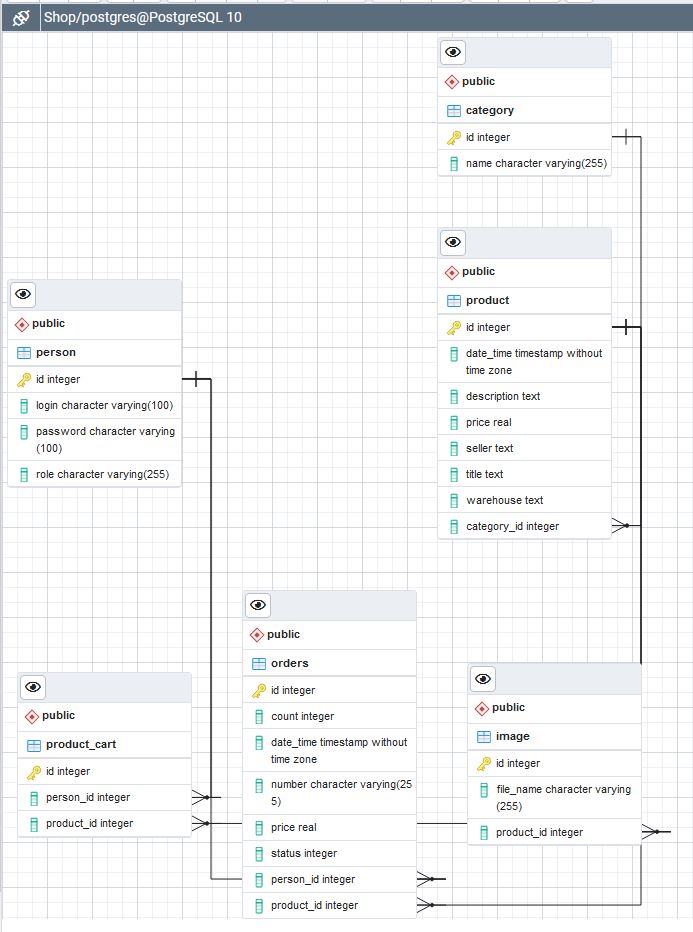 Shop/postgres@PostgreSQL 10
public
category
id integer
name character varying(255)
public
product
id integer
date_time timestamp without
time zone
description text
price real
seller text
title text
warehouse text
category_id integer
public
person
id integer
login character varying(100)
password character varying
(100)
role character varying(255)
public
orders
id integer
count integer
date_time timestamp without
time zone
number character varying(25
5)
price real
status integer
person_id integer
product_id integer
public
product_cart
id integer
person_id integer
product_id integer
public
image
id integer
file_name character varying
(255)
product_id integer